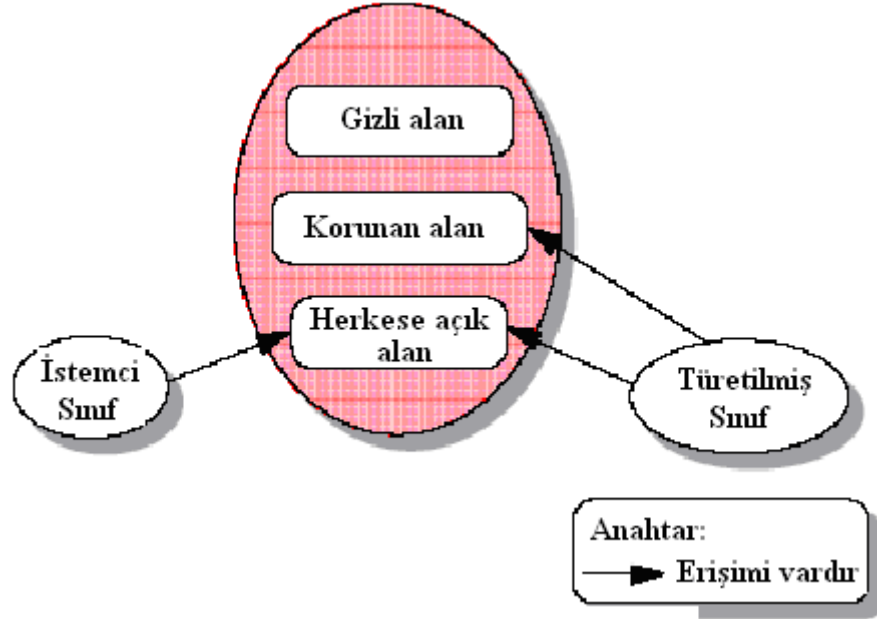 Gizli alan
Korunan alan
Herkese açık
alan
İstemci
Sınıf
Türetilmiş
Sınıf
Anahtar:
Erişimi vardır